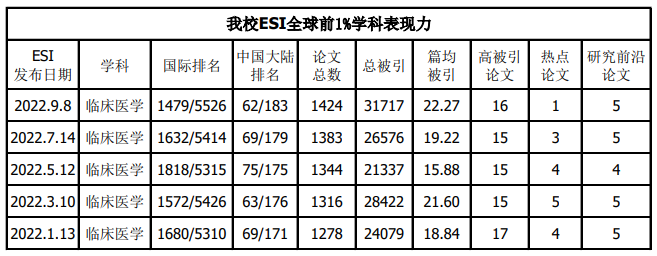 我校ESI全球前1%学科表现力
ESI 发布日期 学科 国际排名 中国大陆排名 论文总数 总被引 篇均被引 高被引论文 热点论文 研究前沿论文
2022.9.8 临床医学 1479/5526 62/183 1424 31717 22.27 16 1 5
2022.7.14 临床医学 1632/5414 69/179 1383 26576 19.22 15 3 5
2022.5.12 临床医学 1818/5315 75/175 1344 21337 15.88 15 4 4
2022.3.10 临床医学 1572/5426 63/176 1316 28422 21.60 15 5 5
2022.1.13 临床医学 1680/5310 69/171 1278 24079 18.84 17 4 5